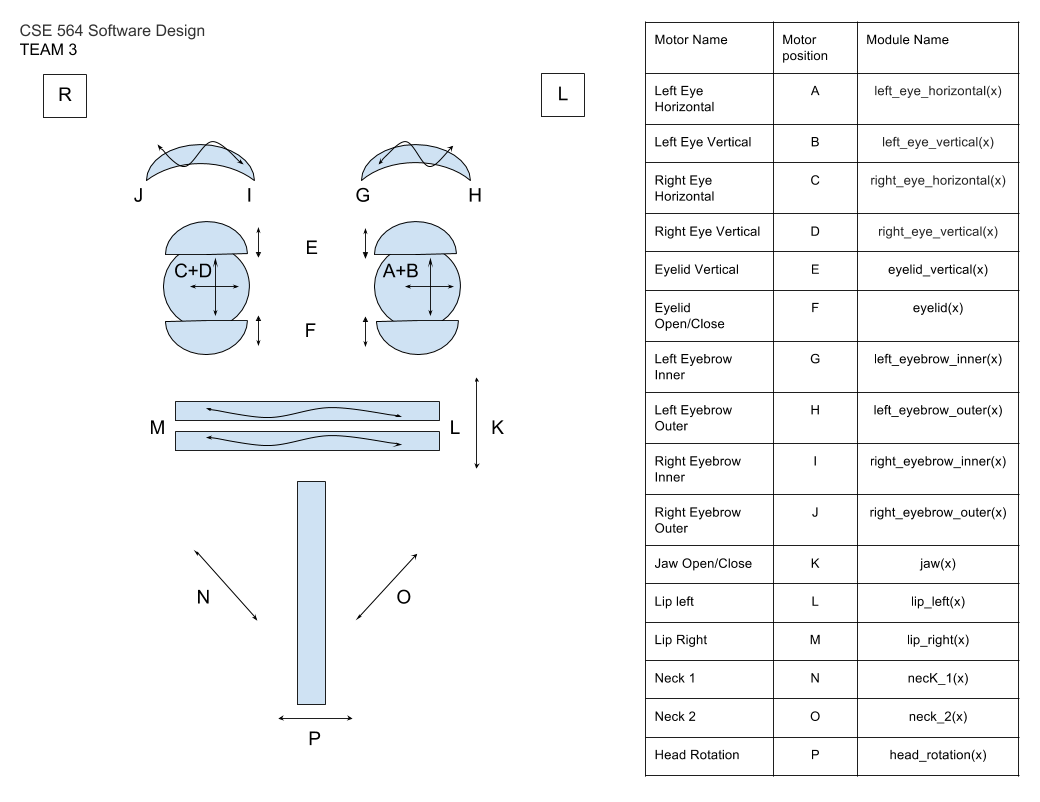 CSE 564 Software Design
TEAM 3
R
L
J
I
G
H
E
C+D
A+B
F
M
L
K
N
O
P
Motor Name
Motor
position
Module Name
Left Eye
Horizontal
A
left_eye_horizontal(x)
Left Eye Vertical
B
left_eye_vertical(x)
Right Eye
Horizontal
C
right_eye_horizontal(x)
Right Eye Vertical
D
right_eye_vertical(x)
Eyelid Vertical
E
eyelid_vertical(x)
Eyelid
Open/Close
F
eyelid(x)
Left Eyebrow
Inner
G
left_eyebrow_inner(x)
Left Eyebrow
Outer
H
left_eyebrow_outer(x)
Right Eyebrow
Inner
I
right_eyebrow_inner(x)
Right Eyebrow
Outer
J
right_eyebrow_outer(x)
Jaw Open/Close
K
jaw(x)
Lip left
L
lip_left(x)
Lip Right
M
lip_right(x)
Neck 1
N
necK_1(x)
Neck 2
O
neck_2(x)
Head Rotation
P
head_rotation(x)